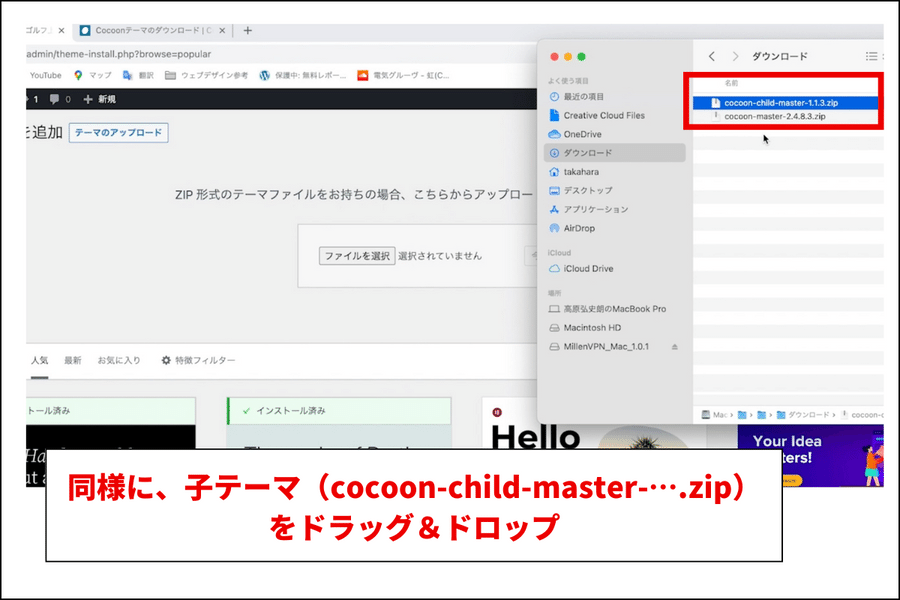 ゴルフ」
Cocoonテーマのダウンロード | C
admin/theme-install.php?browse=popular
YouTube マップ 翻訳 ウェブデザイン参考 保護中: 無料レポー... 電気グルーヴ - 虹(C...
1 0 + 新規
を追加 テーマのアップロード
ZIP 形式のテーマファイルをお持ちの場合、こちらからアップロー
ファイルを選択 選択されていません
人気 最新 お気に入り 特徴フィルター
トール済み
インストール済み
Hello
ダウンロード
よく使う項目
最近の項目
Creative Cloud Files
OneDrive
ダウンロード
takahara
デスクトップ
アプリケーション
AirDrop
iCloud
iCloud Drive
場所
高原弘史朗のMacBook Pro
Macintosh HD
MillenVPN_Mac_1.0.1
名前
cocoon-child-master-1.1.3.zip
cocoon-master-2.4.8.3.zip
Mac › › › ダウンロード › cocoon-c
Your Idea
ters!
同様に、子テーマ（cocoon-child-master-….zip）
をドラッグ＆ドロップ